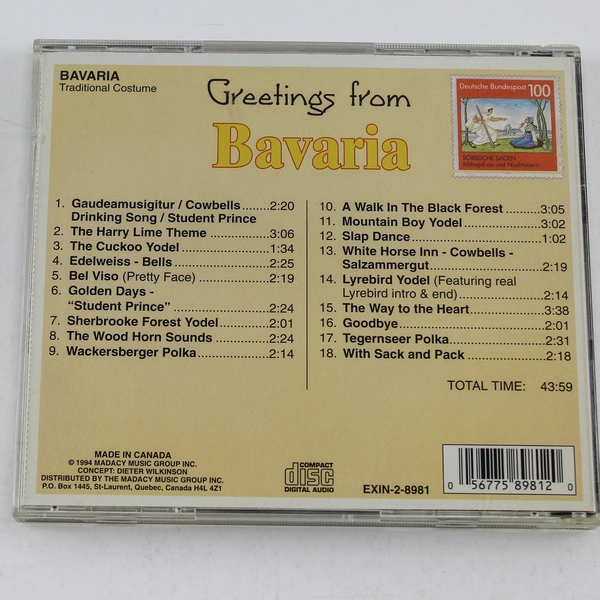 BAVARIA
Traditional Costume
Greetings from
Bavaria
Deutsche Bundespost 100
SORBISCHE SAGEN
Mittagsfrau und Nochtenerin
1. Gaudeamusigitur / Cowbells.......2:20
Drinking Song / Student Prince
2. The Harry Lime Theme ...............3:06
3. The Cuckoo Yodel ......................1:34
4. Edelweiss - Bells ........................2:25
5. Bel Viso (Pretty Face) .................2:19
6. Golden Days -
"Student Prince" ........................2:24
7. Sherbrooke Forest Yodel............2:01
8. The Wood Horn Sounds ............2:24
9. Wackersberger Polka.................2:14
10. A Walk In The Black Forest ..........3:05
11. Mountain Boy Yodel....................3:02
12. Slap Dance.................................1:02
13. White Horse Inn - Cowbells -
Salzammergut ............................2:19
14. Lyrebird Yodel (Featuring real
Lyrebird intro & end) ...................2:14
15. The Way to the Heart..................3:38
16. Goodbye.....................................2:01
17. Tegernseer Polka........................2:31
18. With Sack and Pack ...................2:18
TOTAL TIME: 43:59
MADE IN CANADA
© 1994 MADACY MUSIC GROUP INC.
CONCEPT: DIETER WILKINSON
DISTRIBUTED BY THE MADACY MUSIC GROUP INC.
P.O. Box 1445, St-Laurent, Quebec, Canada H4L 4Z1
COMPACT
disc
DIGITAL AUDIO
EXIN-2-8981
0 56775 89812 0